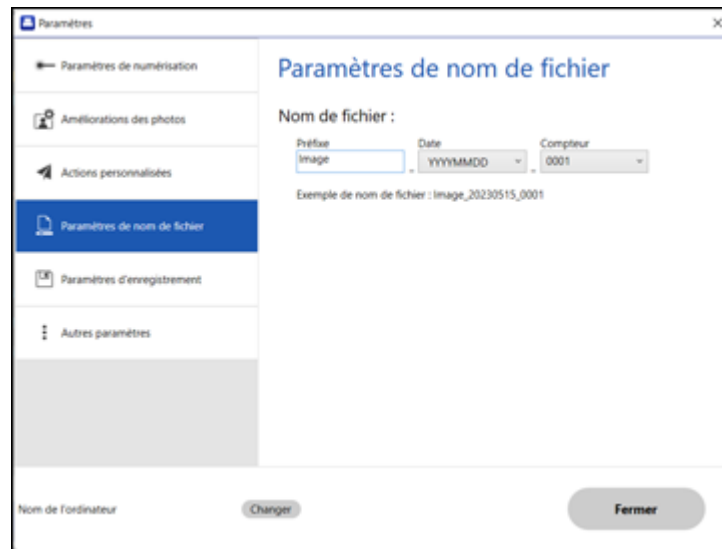 Paramètres
Paramètres de numérisation
Améliorations des photos
Actions personnalisées
Paramètres de nom de fichier
Paramètres d'enregistrement
Autres paramètres
Paramètres de nom de fichier
Nom de fichier :
Préfixe Date Compteur
Image _ YYYYMMDD _ 0001
Exemple de nom de fichier : Image_20230515_0001
Nom de l'ordinateur Changer Fermer